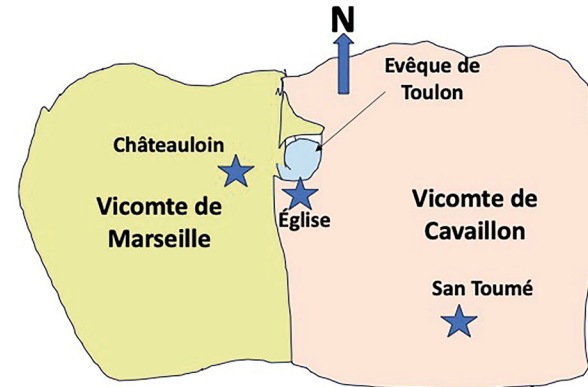 N
Evêque de
Toulon
Châteauloin
Vicomte de
Marseille
Église
Vicomte de
Cavaillon
San Toumé